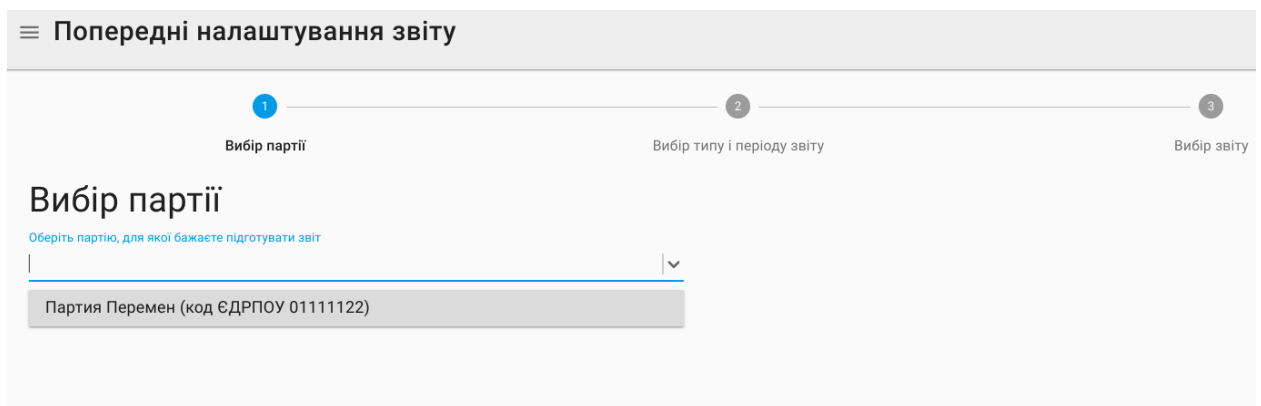 Попередні налаштування звіту
1
2
3
Вибір партії
Вибір типу і періоду звіту
Вибір звіту
Вибір партії
Оберіть партію, для якої бажаєте підготувати звіт
Партия Перемен (код ЄДРПОУ 01111122)